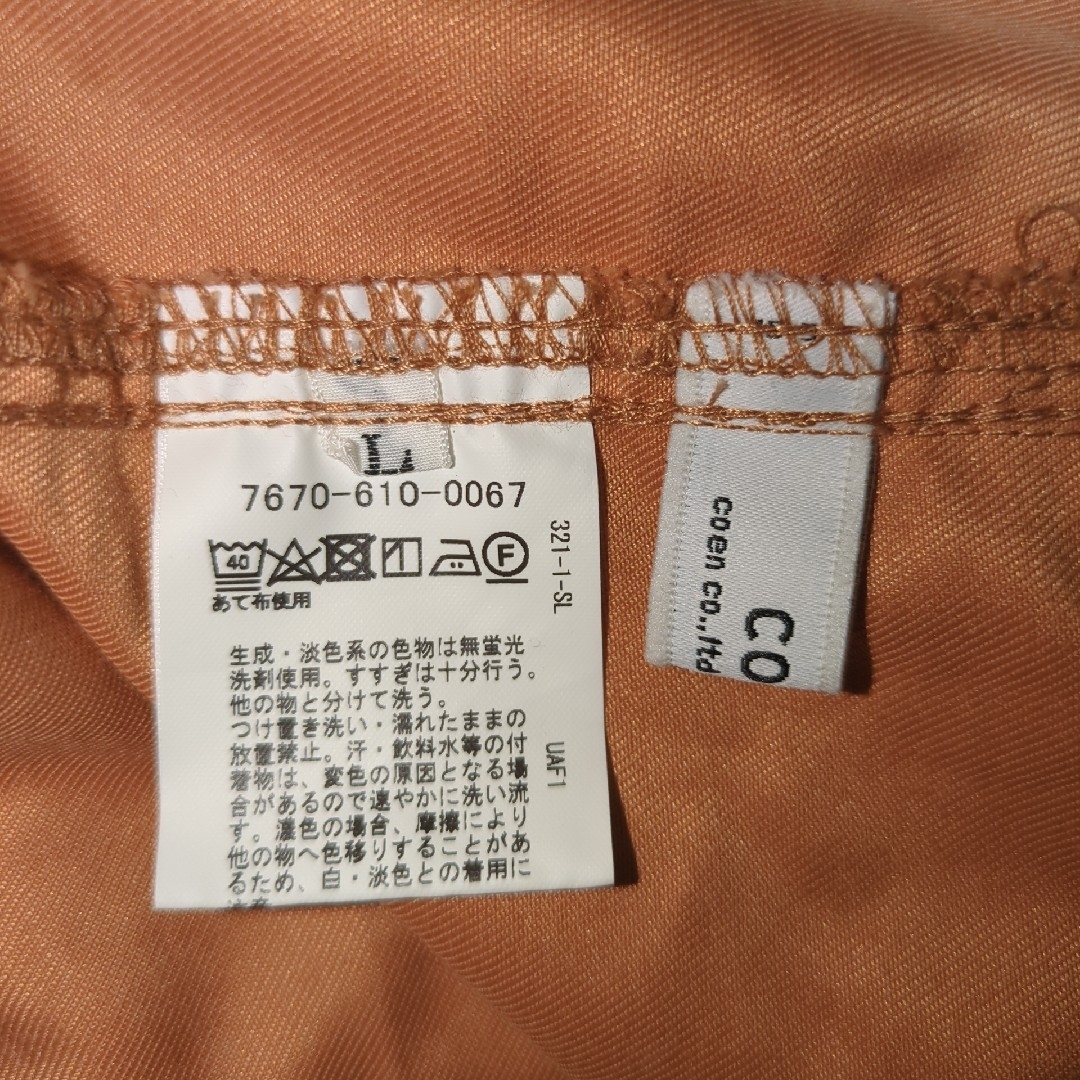 L
7670-610-0067
40
F
あて布使用
321-1-SL
生成・淡色系の色物は無蛍光
洗剤使用。すすぎは十分行う。
他の物と分けて洗う。
つけ置き洗い・濡れたままの
放置禁止。汗・飲料水等の付
着物は、変色の原因となる場
合があるので速やかに洗い流
す。濃色の場合、摩擦により
他の物へ色移りすることがあ
るため、白・淡色との着用に
UAF1
co
coen co.,ltd